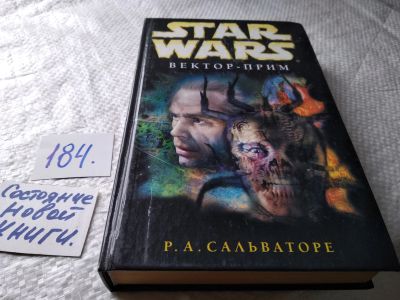 STAR
WARS
ВЕКТОР-ПРИМ
184.
Состояние
новой
книги.
Р. А. САЛЬВАТОРЕ